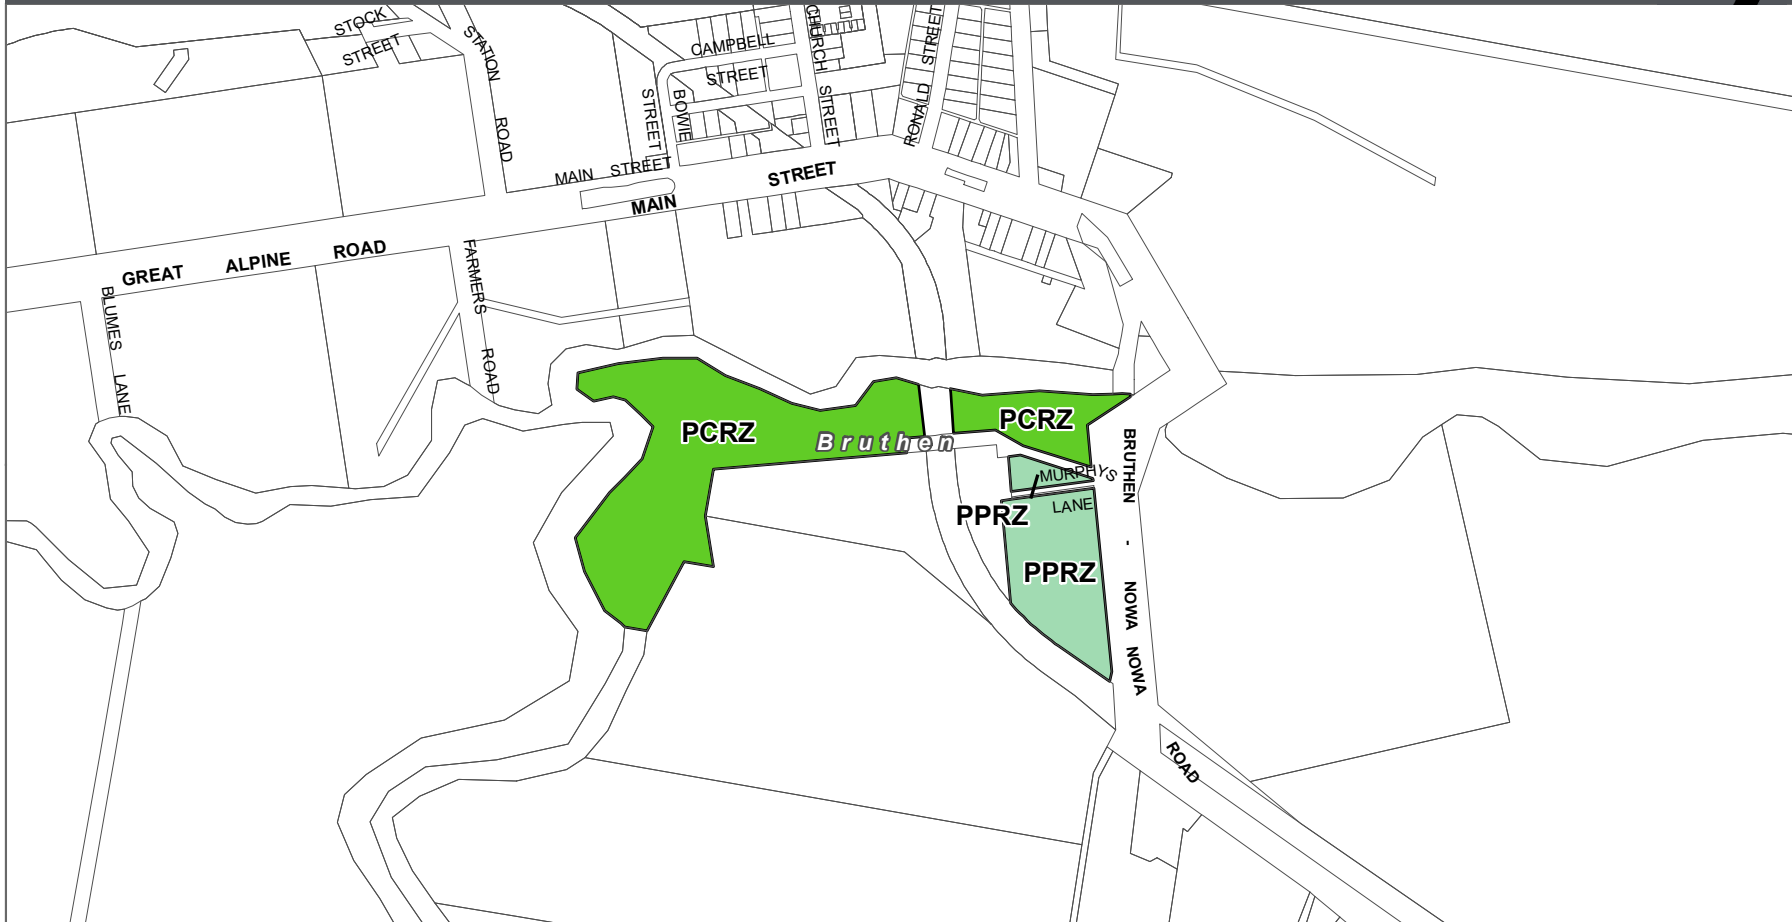 STOCK
STREET
STATION
ROAD
CAMPBELL
STREET
CHURCH
STREET
RONALD STREET
STREET
BOWIE
MAIN STREET
MAIN STREET
GREAT ALPINE ROAD
BLUMES
LANE
FARMERS
ROAD
PCRZ
PCRZ
Bruthen
MURPHYS
LANE
PPRZ
PPRZ
BRUTHEN - NOWA NOWA
ROAD